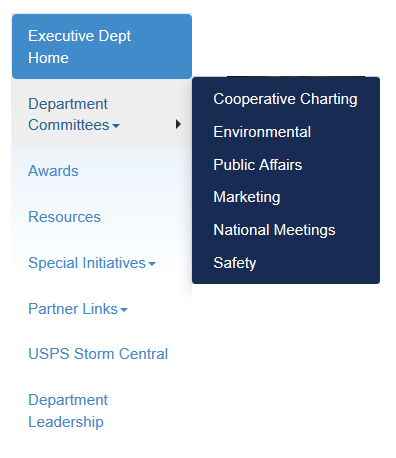 Executive Dept
Home
Department
Committees
Cooperative Charting
Environmental
Public Affairs
Marketing
National Meetings
Safety
Awards
Resources
Special Initiatives
Partner Links
USPS Storm Central
Department
Leadership